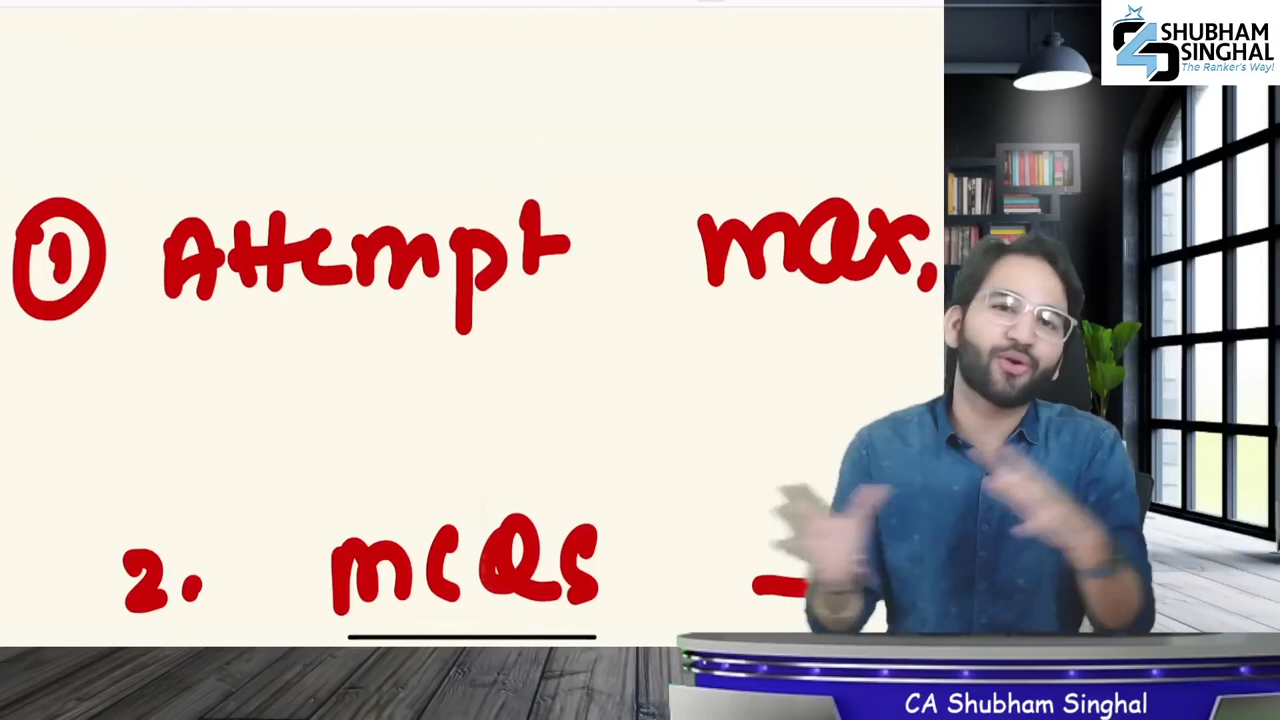 SHUBHAM
SINGHAL
The Ranker's Way!
① Attempt max.
2. MCQs -
CA Shubham Singhal